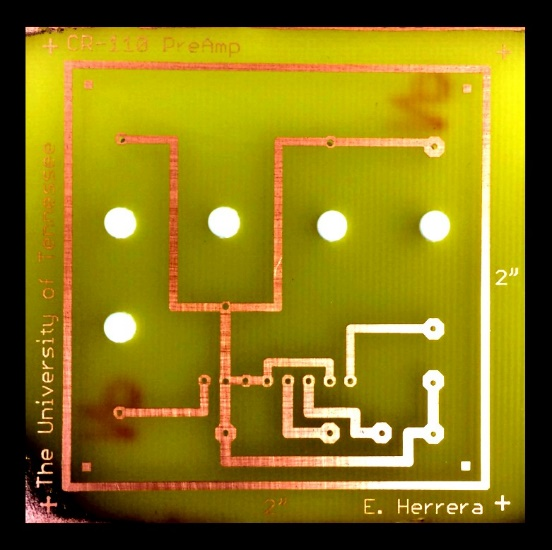 CR-110 PreAmp
The University of Tennessee
2"
2"
E. Herrera